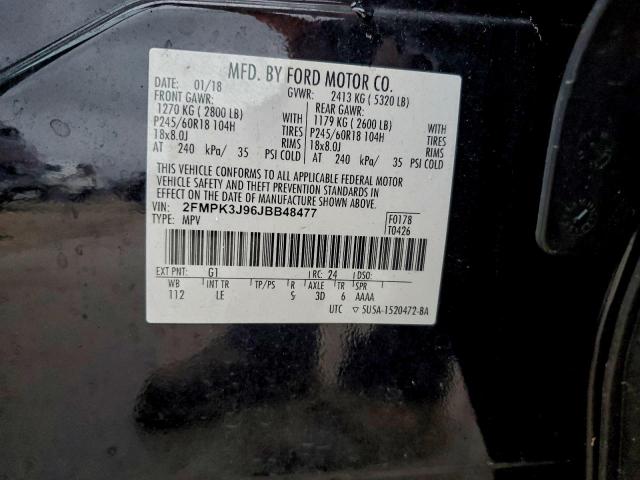 MFD. BY FORD MOTOR CO.
DATE: 01/18 GVWR: 2413 KG ( 5320 LB)
FRONT GAWR: REAR GAWR:
1270 KG ( 2800 LB) WITH 1179 KG ( 2600 LB) WITH
P245/60R18 104H TIRES P245/60R18 104H TIRES
18x8.0J RIMS 18x8.0J RIMS
AT 240 kPa/ 35 PSI COLD AT 240 kPa/ 35 PSI COLD
THIS VEHICLE CONFORMS TO ALL APPLICABLE FEDERAL MOTOR
VEHICLE SAFETY AND THEFT PREVENTION STANDARDS IN
EFFECT ON THE DATE OF MANUFACTURE SHOWN ABOVE.
VIN: 2FMPK3J96JBB48477 F0178
TYPE: MPV T0426
EXT PNT: G1 RC: 24 DSO:
WB INT TR TP/PS R AXLE TR SPR
112 LE 5 3D 6 AAAA
UTC ▽ 5USA-1520472-BA